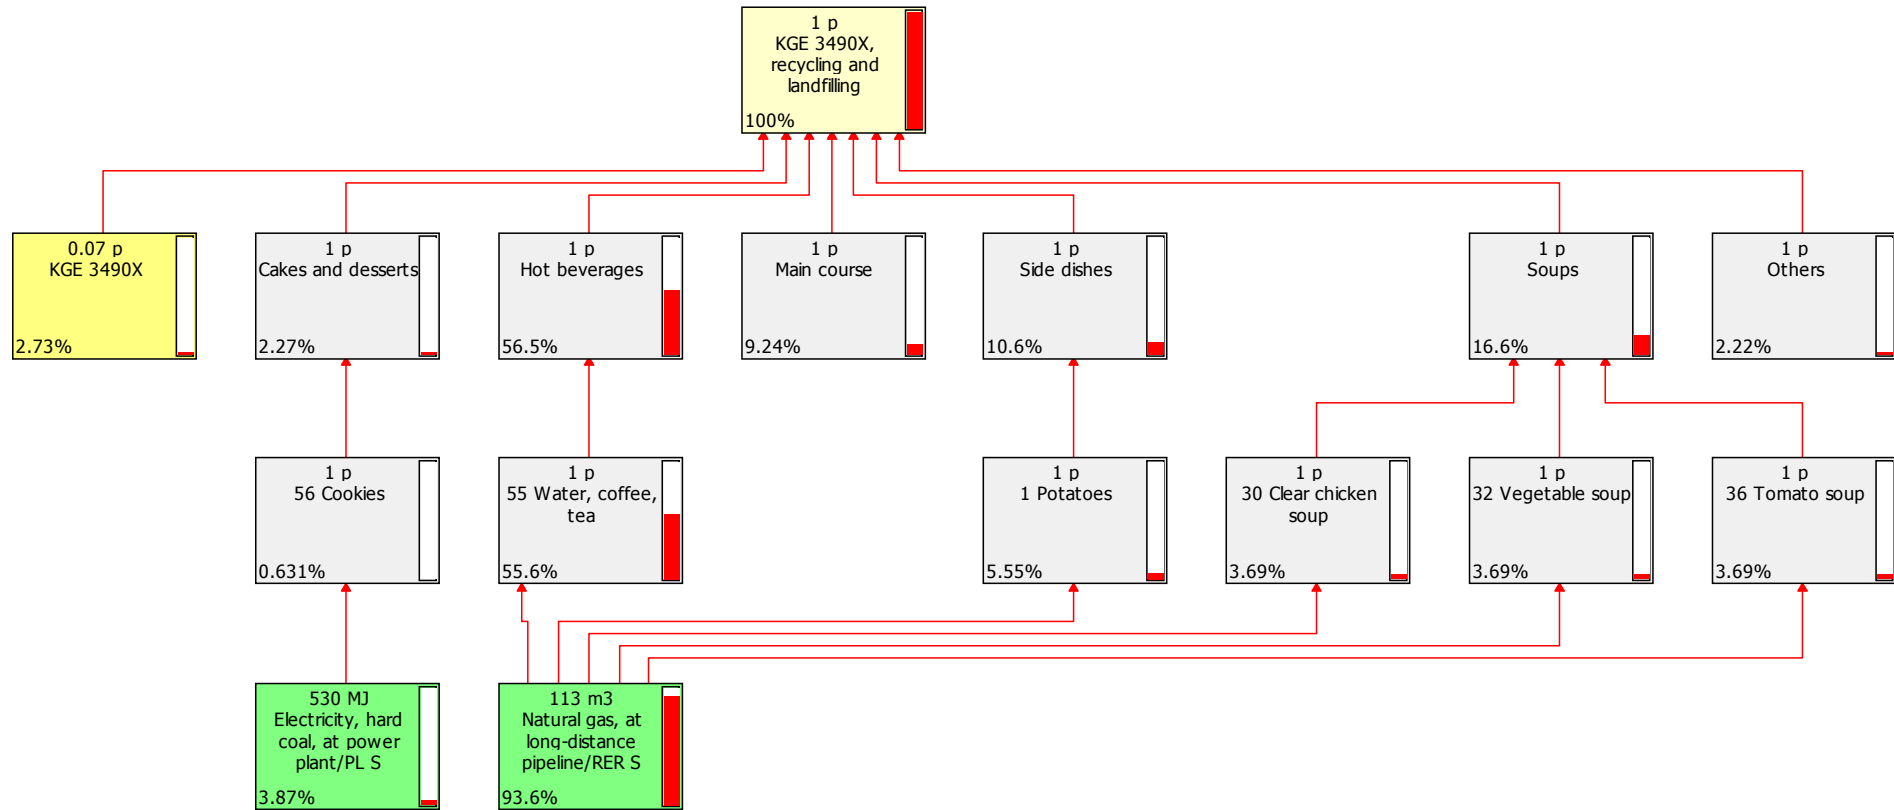 1 p
KGE 3490X,
recycling and
landfilling
100%
0.07 p
KGE 3490X
2.73%
1 p
Cakes and desserts
2.27%
1 p
Hot beverages
56.5%
1 p
Main course
9.24%
1 p
Side dishes
10.6%
1 p
Soups
16.6%
1 p
Others
2.22%
1 p
56 Cookies
0.631%
1 p
55 Water, coffee,
tea
55.6%
1 p
1 Potatoes
5.55%
1 p
30 Clear chicken
soup
3.69%
1 p
32 Vegetable soup
3.69%
1 p
36 Tomato soup
3.69%
530 MJ
Electricity, hard
coal, at power
plant/PL S
3.87%
113 m3
Natural gas, at
long-distance
pipeline/RER S
93.6%